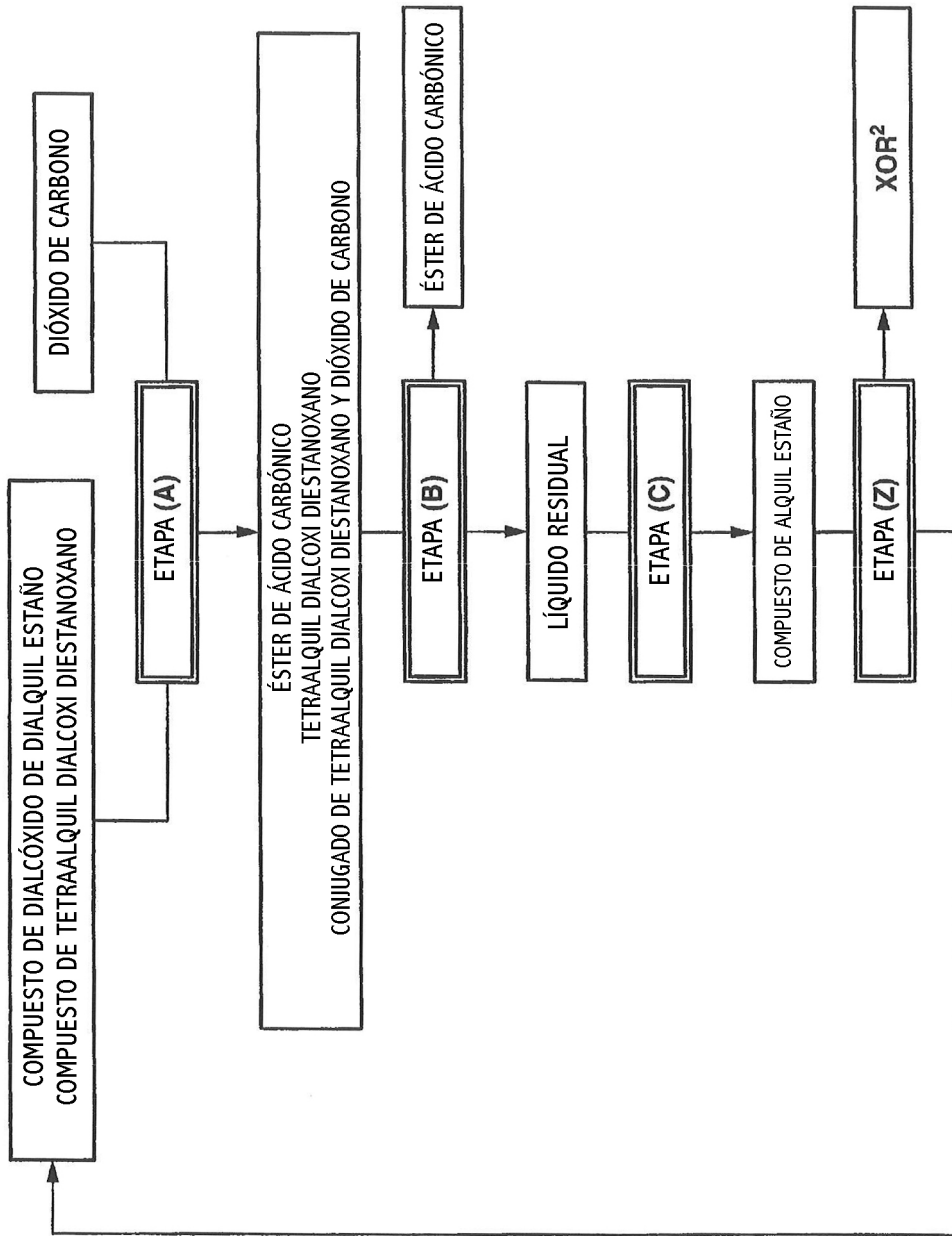 COMPUESTO DE DIALCÓXIDO DE DIALQUIL ESTAÑO
COMPUESTO DE TETRAALQUIL DIALCOXI DIESTANOXANO
DIÓXIDO DE CARBONO
ETAPA (A)
ÉSTER DE ÁCIDO CARBÓNICO
TETRAALQUIL DIALCOXI DIESTANOXANO
CONJUGADO DE TETRAALQUIL DIALCOXI DIESTANOXANO Y DIÓXIDO DE CARBONO
ETAPA (B)
ÉSTER DE ÁCIDO CARBÓNICO
LÍQUIDO RESIDUAL
ETAPA (C)
COMPUESTO DE ALQUIL ESTAÑO
ETAPA (Z)
XOR²